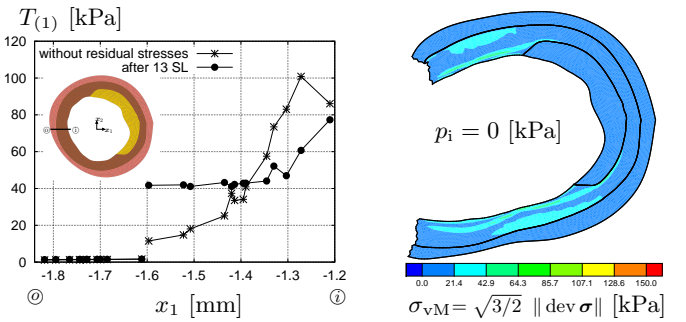 T(1) [kPa]
without residual stresses
after 13 SL
120
100
80
60
40
20
0
-1.8 -1.7 -1.6 -1.5 -1.4 -1.3 -1.2
x₂
x₁
o i
ⓞ x₁ [mm] ⓘ
pᵢ = 0 [kPa]
0.0 21.4 42.9 64.3 85.7 107.1 128.6 150.0
σvM = √3/2 ‖ dev σ‖ [kPa]